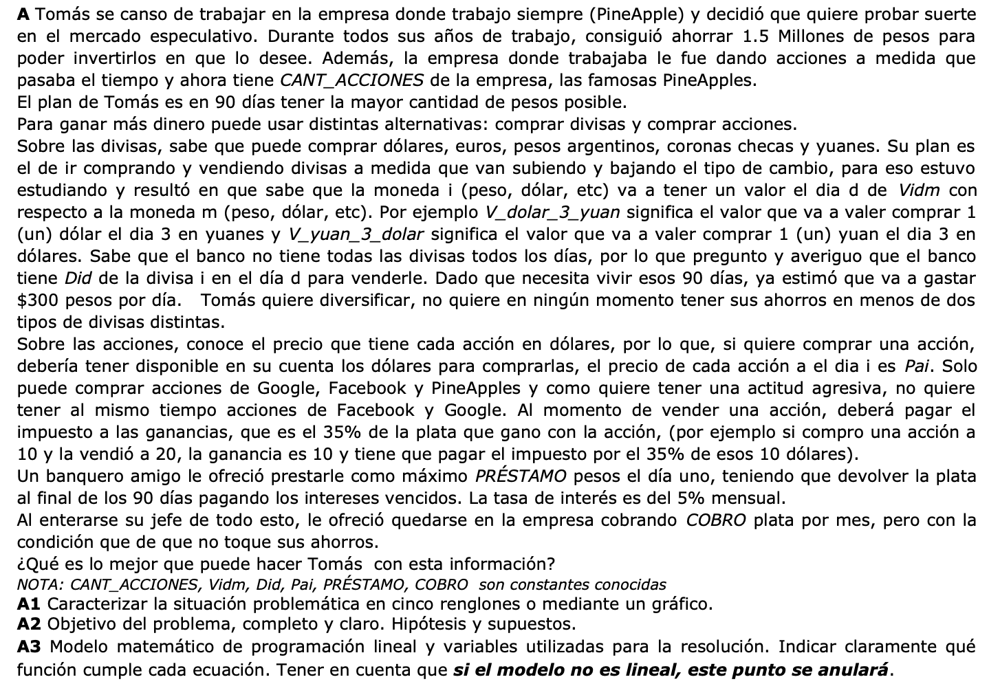 A Tomás se canso de trabajar en la empresa donde trabajo siempre (PineApple) y decidió que quiere probar suerte
en el mercado especulativo. Durante todos sus años de trabajo, consiguió ahorrar 1.5 Millones de pesos para
poder invertirlos en que lo desee. Además, la empresa donde trabajaba le fue dando acciones a medida que
pasaba el tiempo y ahora tiene CANT_ACCIONES de la empresa, las famosas PineApples.
El plan de Tomás es en 90 días tener la mayor cantidad de pesos posible.
Para ganar más dinero puede usar distintas alternativas: comprar divisas y comprar acciones.
Sobre las divisas, sabe que puede comprar dólares, euros, pesos argentinos, coronas checas y yuanes. Su plan es
el de ir comprando y vendiendo divisas a medida que van subiendo y bajando el tipo de cambio, para eso estuvo
estudiando y resultó en que sabe que la moneda i (peso, dólar, etc) va a tener un valor el dia d de Vidm con
respecto a la moneda m (peso, dólar, etc). Por ejemplo V_dolar_3_yuan significa el valor que va a valer comprar 1
(un) dólar el dia 3 en yuanes y V_yuan_3_dolar significa el valor que va a valer comprar 1 (un) yuan el dia 3 en
dólares. Sabe que el banco no tiene todas las divisas todos los días, por lo que pregunto y averiguo que el banco
tiene Did de la divisa i en el día d para venderle. Dado que necesita vivir esos 90 días, ya estimó que va a gastar
$300 pesos por día. Tomás quiere diversificar, no quiere en ningún momento tener sus ahorros en menos de dos
tipos de divisas distintas.
Sobre las acciones, conoce el precio que tiene cada acción en dólares, por lo que, si quiere comprar una acción,
debería tener disponible en su cuenta los dólares para comprarlas, el precio de cada acción a el dia i es Pai. Solo
puede comprar acciones de Google, Facebook y PineApples y como quiere tener una actitud agresiva, no quiere
tener al mismo tiempo acciones de Facebook y Google. Al momento de vender una acción, deberá pagar el
impuesto a las ganancias, que es el 35% de la plata que gano con la acción, (por ejemplo si compro una acción a
10 y la vendió a 20, la ganancia es 10 y tiene que pagar el impuesto por el 35% de esos 10 dólares).
Un banquero amigo le ofreció prestarle como máximo PRÉSTAMO pesos el día uno, teniendo que devolver la plata
al final de los 90 días pagando los intereses vencidos. La tasa de interés es del 5% mensual.
Al enterarse su jefe de todo esto, le ofreció quedarse en la empresa cobrando COBRO plata por mes, pero con la
condición que de que no toque sus ahorros.
¿Qué es lo mejor que puede hacer Tomás con esta información?
NOTA: CANT_ACCIONES, Vidm, Did, Pai, PRÉSTAMO, COBRO son constantes conocidas
A1 Caracterizar la situación problemática en cinco renglones o mediante un gráfico.
A2 Objetivo del problema, completo y claro. Hipótesis y supuestos.
A3 Modelo matemático de programación lineal y variables utilizadas para la resolución. Indicar claramente qué
función cumple cada ecuación. Tener en cuenta que si el modelo no es lineal, este punto se anulará.